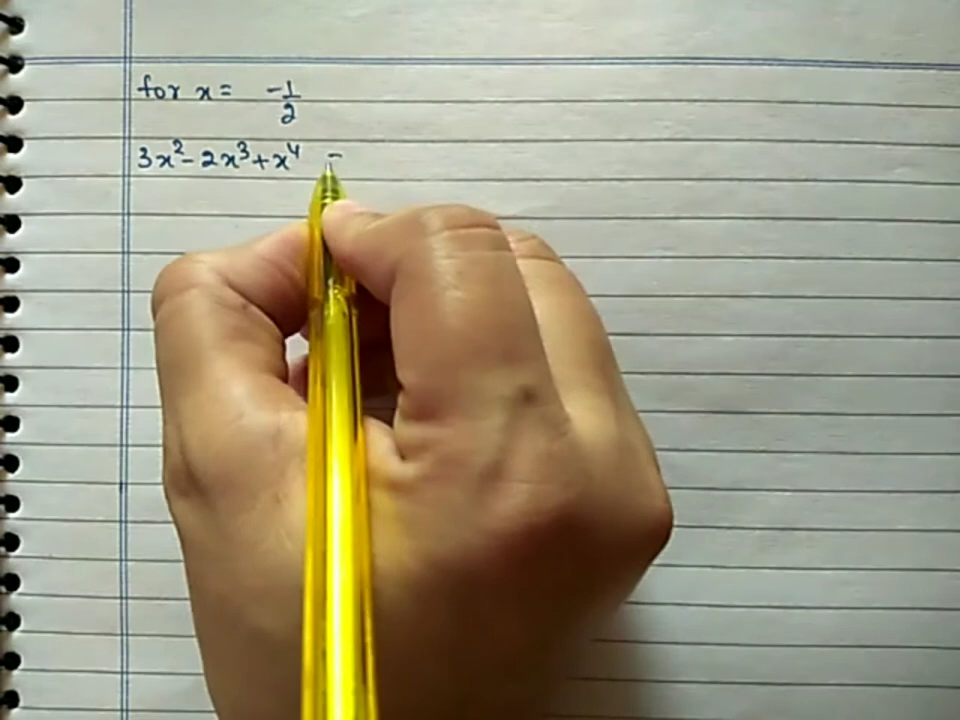 for x = -1/2
3x² - 2x³ + x⁴ =